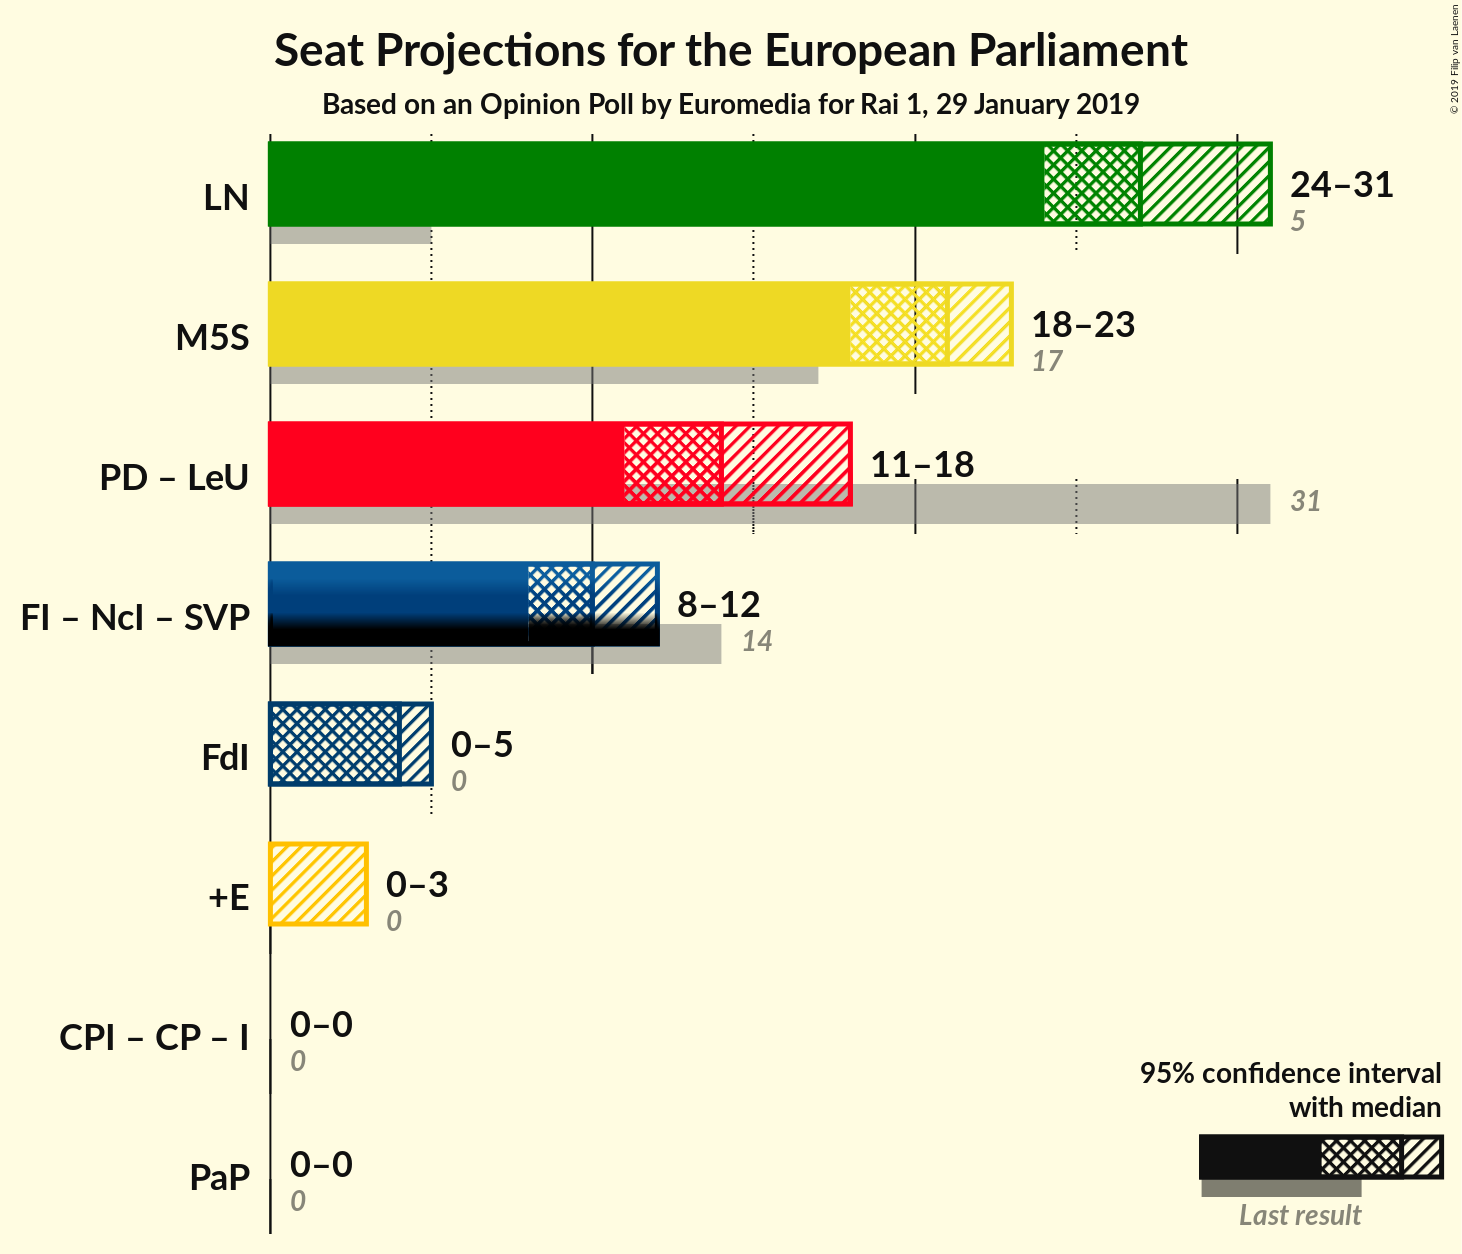 Seat Projections for the European Parliament
Based on an Opinion Poll by Euromedia for Rai 1, 29 January 2019
© 2019 Filip van Laenen
LN
24–31
5
M5S
18–23
17
PD – LeU
11–18
31
FI – NcI – SVP
8–12
14
FdI
0–5
0
+E
0–3
0
CPI – CP – I
0–0
0
PaP
0–0
0
95% confidence interval
with median
Last result